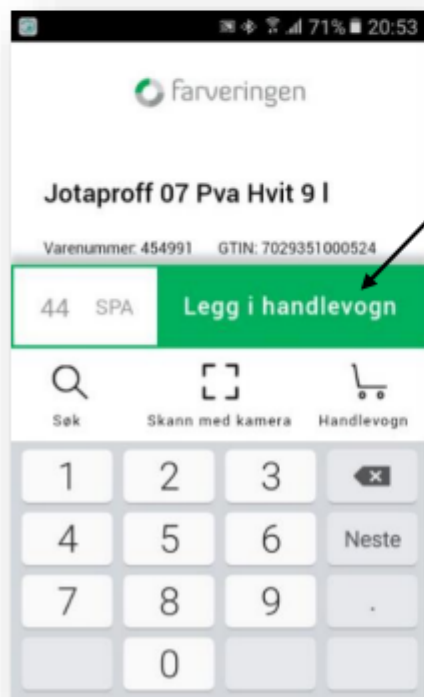 71% 20:53
farveringen
Jotaproff 07 Pva Hvit 9 l
Varenummer: 454991 GTIN: 7029351000524
44 SPA Legg i handlevogn
Søk Skann med kamera Handlevogn
1 2 3
4 5 6 Neste
7 8 9 .
0